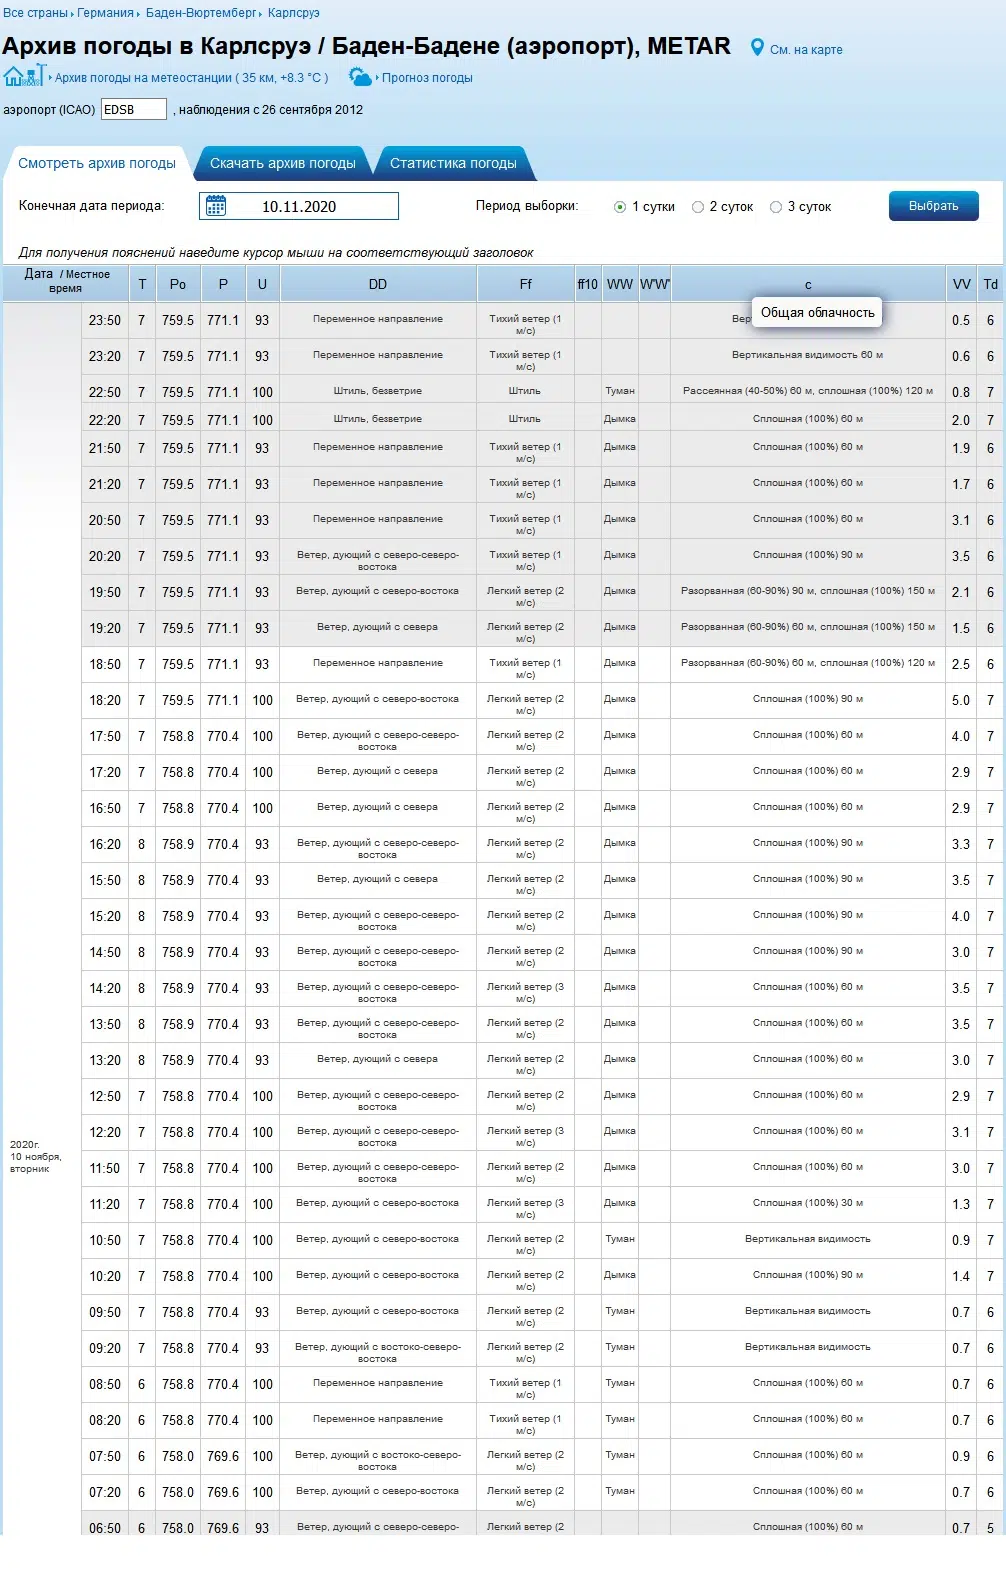 Все страны › Германия › Баден-Вюртемберг › Карлсруэ
Архив погоды в Карлсруэ / Баден-Бадене (аэропорт), METAR См. на карте
Архив погоды на метеостанции ( 35 км, +8.3 °C ) Прогноз погоды
аэропорт (ICAO) EDSB , наблюдения с 26 сентября 2012
Смотреть архив погоды Скачать архив погоды Статистика погоды
Конечная дата периода: 10.11.2020 Период выборки: 1 сутки 2 суток 3 суток Выбрать
Для получения пояснений наведите курсор мыши на соответствующий заголовок
Дата / Местное время T Po P U DD Ff ff10 WW W'W' c VV Td
Общая облачность
2020г. 10 ноября, вторник
23:50 7 759.5 771.1 93 Переменное направление Тихий ветер (1 м/с) 0.5 6
23:20 7 759.5 771.1 93 Переменное направление Тихий ветер (1 м/с) Вертикальная видимость 60 м 0.6 6
22:50 7 759.5 771.1 100 Штиль, безветрие Штиль Туман Рассеянная (40-50%) 60 м, сплошная (100%) 120 м 0.8 7
22:20 7 759.5 771.1 100 Штиль, безветрие Штиль Дымка Сплошная (100%) 60 м 2.0 7
21:50 7 759.5 771.1 93 Переменное направление Тихий ветер (1 м/с) Дымка Сплошная (100%) 60 м 1.9 6
21:20 7 759.5 771.1 93 Переменное направление Тихий ветер (1 м/с) Дымка Сплошная (100%) 60 м 1.7 6
20:50 7 759.5 771.1 93 Переменное направление Тихий ветер (1 м/с) Дымка Сплошная (100%) 60 м 3.1 6
20:20 7 759.5 771.1 93 Ветер, дующий с северо-северо-востока Тихий ветер (1 м/с) Дымка Сплошная (100%) 90 м 3.5 6
19:50 7 759.5 771.1 93 Ветер, дующий с северо-востока Легкий ветер (2 м/с) Дымка Разорванная (60-90%) 90 м, сплошная (100%) 150 м 2.1 6
19:20 7 759.5 771.1 93 Ветер, дующий с севера Легкий ветер (2 м/с) Дымка Разорванная (60-90%) 60 м, сплошная (100%) 150 м 1.5 6
18:50 7 759.5 771.1 93 Переменное направление Тихий ветер (1 м/с) Дымка Разорванная (60-90%) 60 м, сплошная (100%) 120 м 2.5 6
18:20 7 759.5 771.1 100 Ветер, дующий с северо-востока Легкий ветер (2 м/с) Дымка Сплошная (100%) 90 м 5.0 7
17:50 7 758.8 770.4 100 Ветер, дующий с северо-северо-востока Легкий ветер (2 м/с) Дымка Сплошная (100%) 60 м 4.0 7
17:20 7 758.8 770.4 100 Ветер, дующий с севера Легкий ветер (2 м/с) Дымка Сплошная (100%) 60 м 2.9 7
16:50 7 758.8 770.4 100 Ветер, дующий с севера Легкий ветер (2 м/с) Дымка Сплошная (100%) 60 м 2.9 7
16:20 8 758.9 770.4 93 Ветер, дующий с северо-северо-востока Легкий ветер (2 м/с) Дымка Сплошная (100%) 90 м 3.3 7
15:50 8 758.9 770.4 93 Ветер, дующий с севера Легкий ветер (2 м/с) Дымка Сплошная (100%) 90 м 3.5 7
15:20 8 758.9 770.4 93 Ветер, дующий с северо-северо-востока Легкий ветер (2 м/с) Дымка Сплошная (100%) 90 м 4.0 7
14:50 8 758.9 770.4 93 Ветер, дующий с северо-северо-востока Легкий ветер (2 м/с) Дымка Сплошная (100%) 90 м 3.0 7
14:20 8 758.9 770.4 93 Ветер, дующий с северо-северо-востока Легкий ветер (3 м/с) Дымка Сплошная (100%) 60 м 3.5 7
13:50 8 758.9 770.4 93 Ветер, дующий с северо-северо-востока Легкий ветер (2 м/с) Дымка Сплошная (100%) 60 м 3.5 7
13:20 8 758.9 770.4 93 Ветер, дующий с севера Легкий ветер (2 м/с) Дымка Сплошная (100%) 60 м 3.0 7
12:50 7 758.8 770.4 100 Ветер, дующий с северо-северо-востока Легкий ветер (2 м/с) Дымка Сплошная (100%) 60 м 2.9 7
12:20 7 758.8 770.4 100 Ветер, дующий с северо-северо-востока Легкий ветер (3 м/с) Дымка Сплошная (100%) 60 м 3.1 7
11:50 7 758.8 770.4 100 Ветер, дующий с северо-северо-востока Легкий ветер (2 м/с) Дымка Сплошная (100%) 60 м 3.0 7
11:20 7 758.8 770.4 100 Ветер, дующий с северо-востока Легкий ветер (3 м/с) Дымка Сплошная (100%) 30 м 1.3 7
10:50 7 758.8 770.4 100 Ветер, дующий с северо-востока Легкий ветер (2 м/с) Туман Вертикальная видимость 0.9 7
10:20 7 758.8 770.4 100 Ветер, дующий с северо-востока Легкий ветер (2 м/с) Дымка Сплошная (100%) 90 м 1.4 7
09:50 7 758.8 770.4 93 Ветер, дующий с северо-востока Легкий ветер (2 м/с) Туман Вертикальная видимость 0.7 6
09:20 7 758.8 770.4 93 Ветер, дующий с востоко-северо-востока Легкий ветер (2 м/с) Туман Вертикальная видимость 0.7 6
08:50 6 758.8 770.4 100 Переменное направление Тихий ветер (1 м/с) Туман Сплошная (100%) 60 м 0.7 6
08:20 6 758.8 770.4 100 Переменное направление Тихий ветер (1 м/с) Туман Сплошная (100%) 60 м 0.7 6
07:50 6 758.0 769.6 100 Ветер, дующий с востоко-северо-востока Легкий ветер (2 м/с) Туман Сплошная (100%) 60 м 0.9 6
07:20 6 758.0 769.6 100 Ветер, дующий с северо-востока Легкий ветер (2 м/с) Туман Сплошная (100%) 60 м 0.7 6
06:50 6 758.0 769.6 93 Ветер, дующий с северо-северо- Легкий ветер (2 Сплошная (100%) 60 м 0.7 5